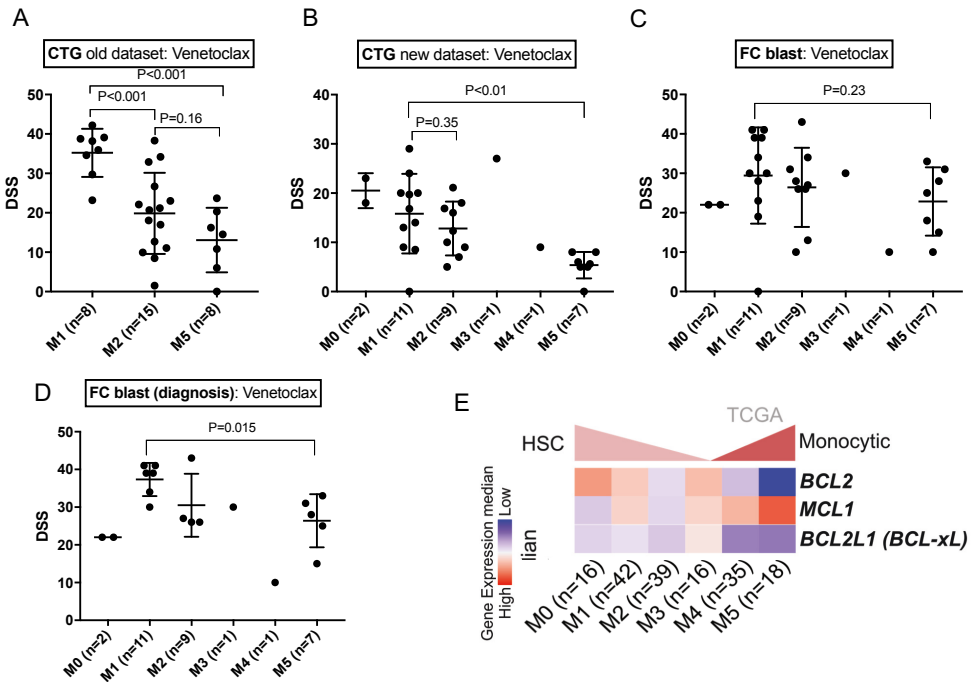 A
CTG old dataset: Venetoclax
P<0.001
P<0.001
P=0.16
DSS
50
40
30
20
10
0
M1 (n=8)
M2 (n=15)
M5 (n=8)
B
CTG new dataset: Venetoclax
P<0.01
P=0.35
DSS
40
30
20
10
0
M0 (n=2)
M1 (n=11)
M2 (n=9)
M3 (n=1)
M4 (n=1)
M5 (n=7)
C
FC blast: Venetoclax
P=0.23
DSS
50
40
30
20
10
0
M0 (n=2)
M1 (n=11)
M2 (n=9)
M3 (n=1)
M4 (n=1)
M5 (n=7)
D
FC blast (diagnosis): Venetoclax
P=0.015
DSS
50
40
30
20
10
0
M0 (n=2)
M1 (n=11)
M2 (n=9)
M3 (n=1)
M4 (n=1)
M5 (n=7)
E
TCGA
HSC
Monocytic
BCL2
MCL1
BCL2L1 (BCL-xL)
Gene Expression median
High
Low
lian
M0 (n=16)
M1 (n=42)
M2 (n=39)
M3 (n=16)
M4 (n=35)
M5 (n=18)